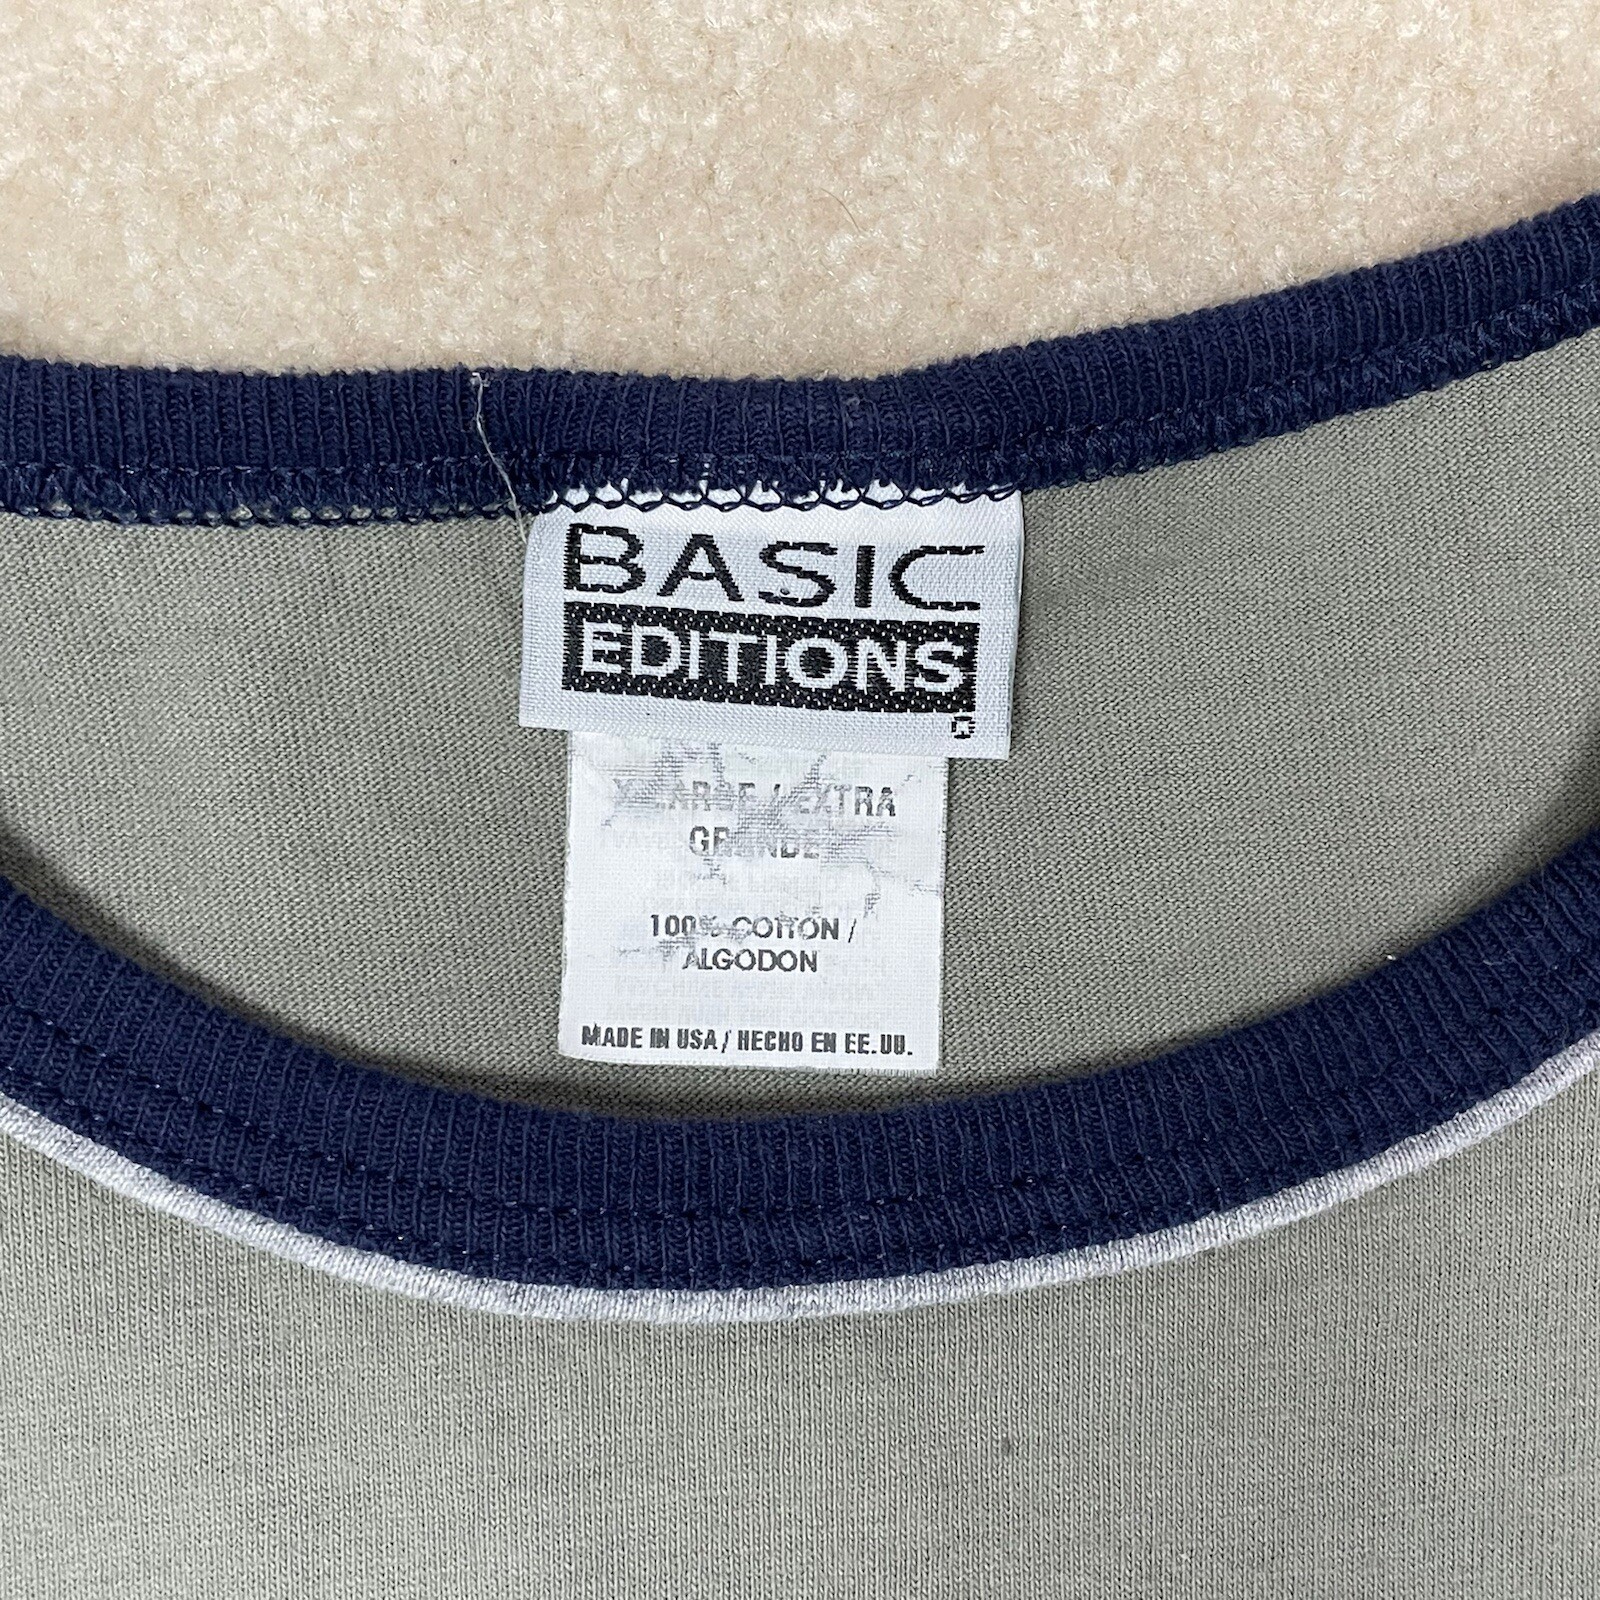 BASIC
EDITIONS
X-LARGE / EXTRA
GRANDE
100% COTTON /
ALGODON
MADE IN USA / HECHO EN EE.UU.